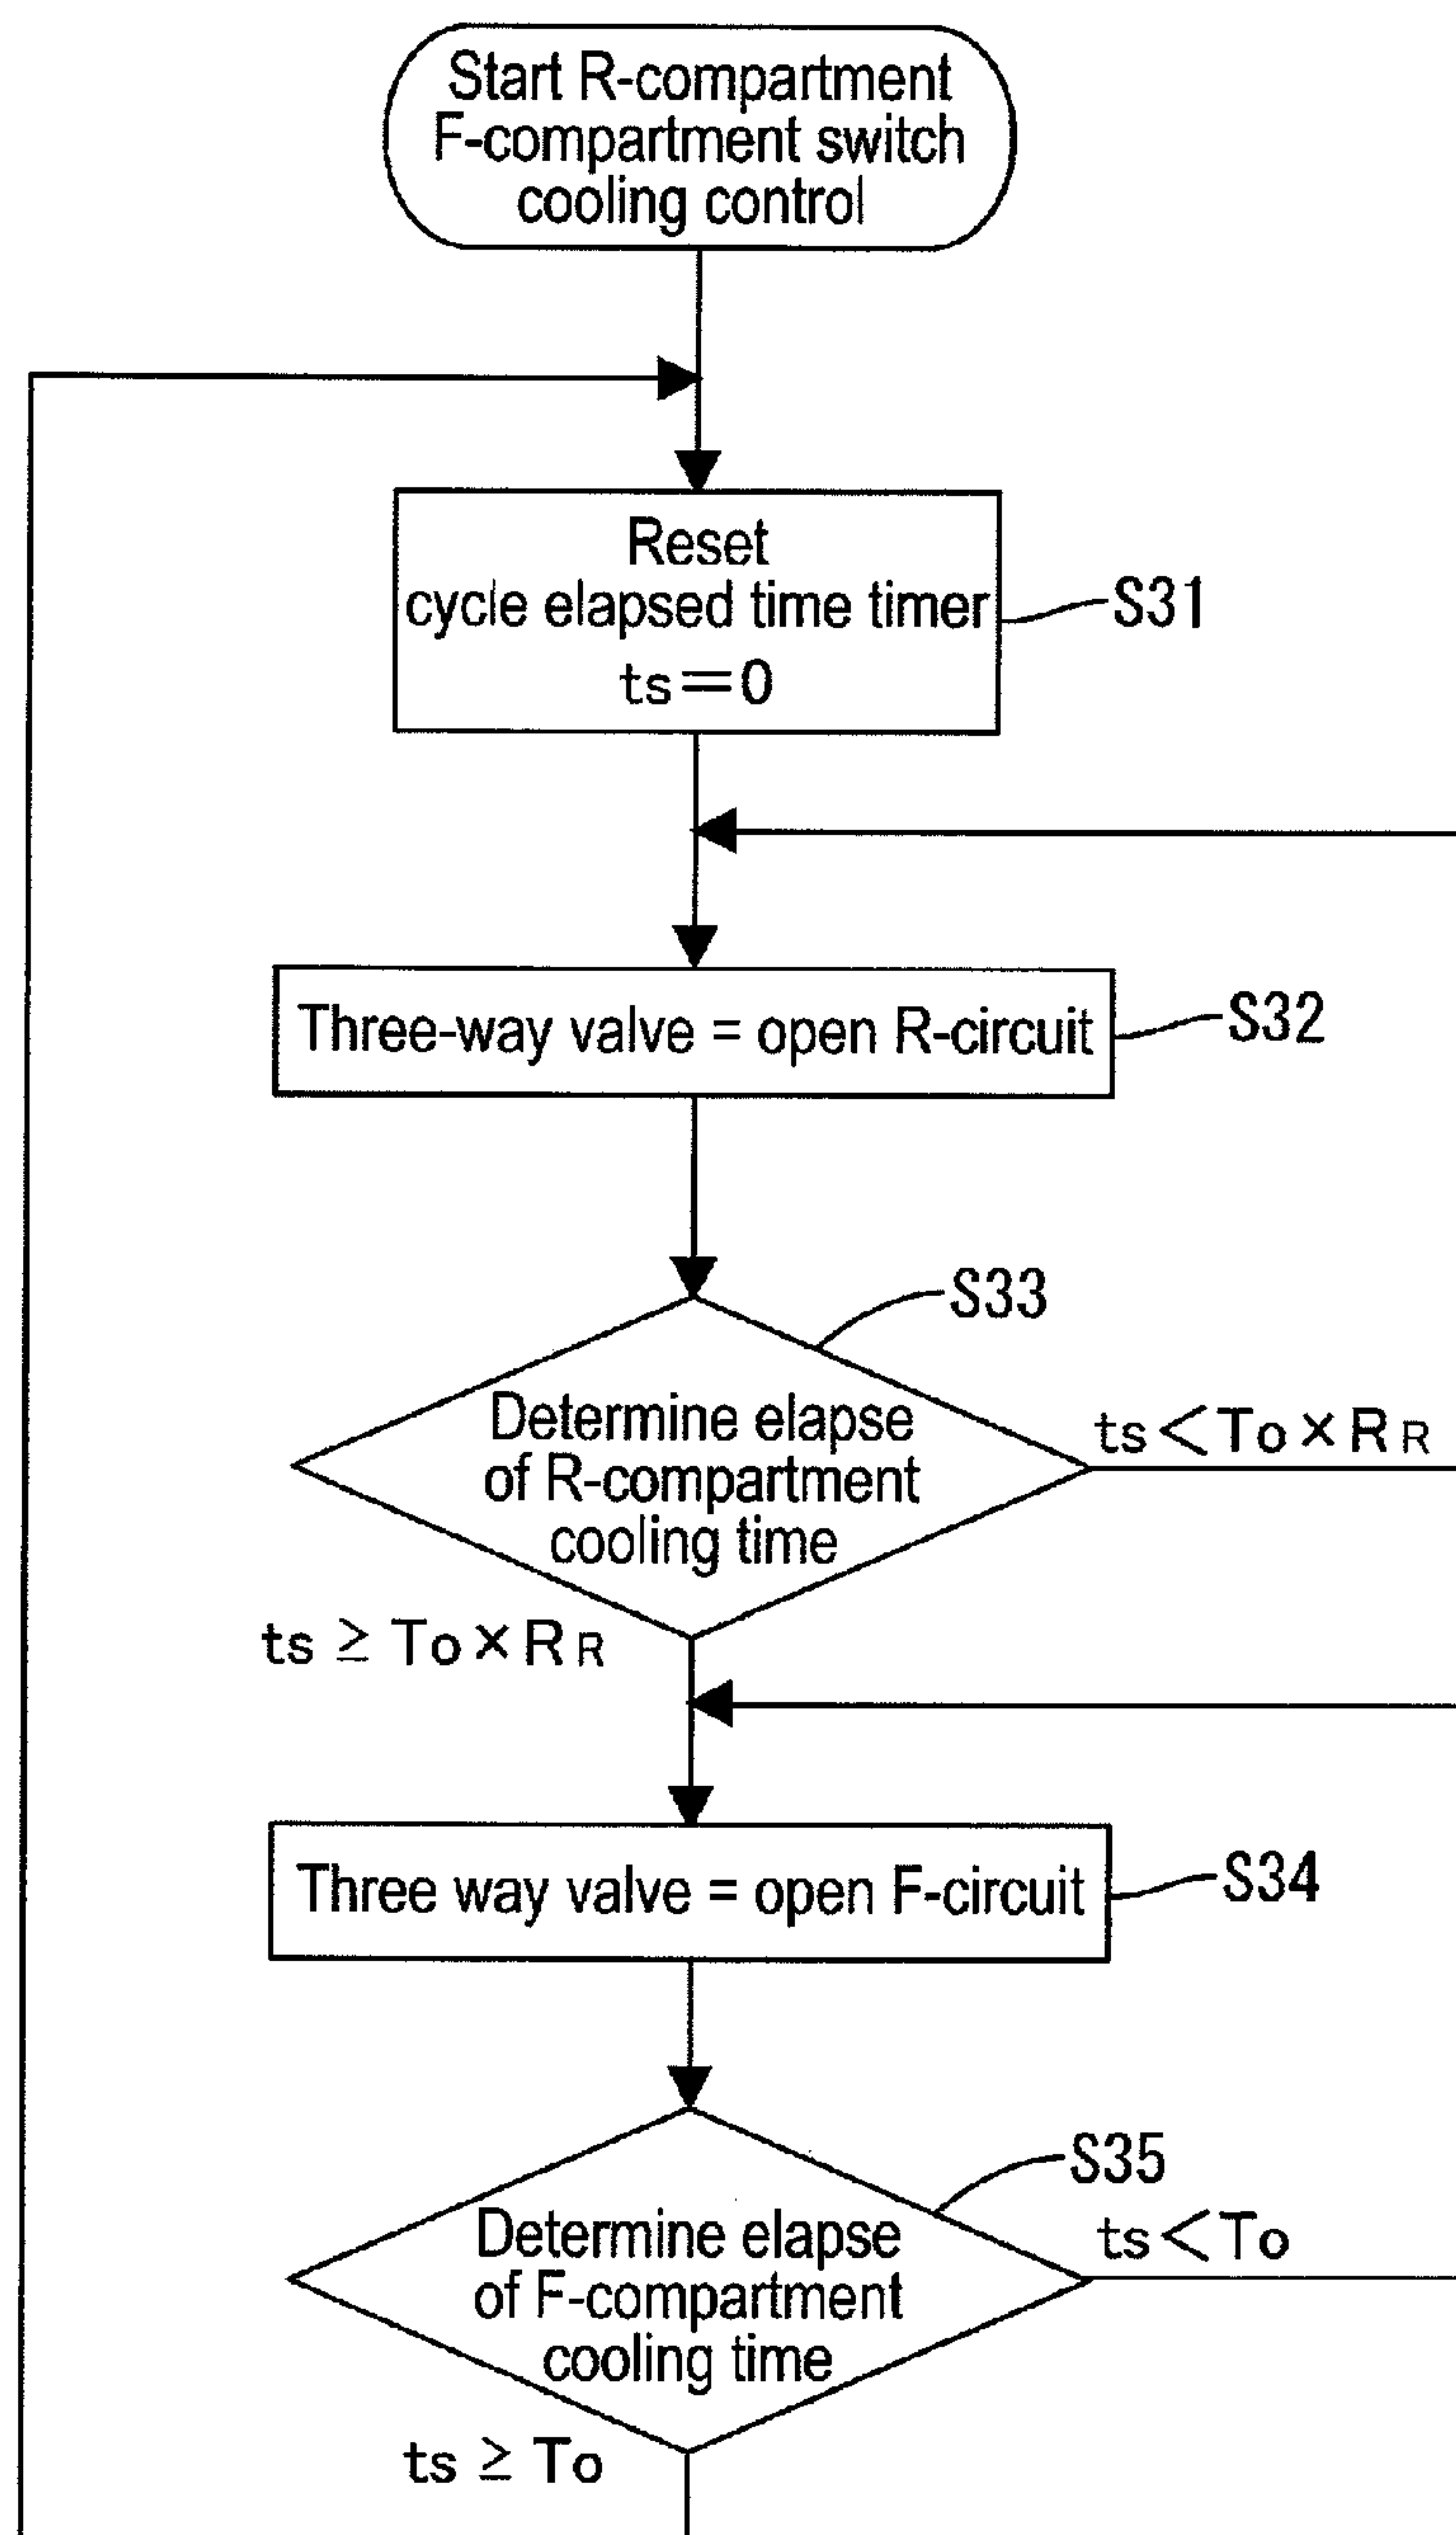 Start R-compartment
F-compartment switch
cooling control
Reset
cycle elapsed time timer
ts=0
S31
Three-way valve = open R-circuit
S32
S33
Determine elapse
of R-compartment
cooling time
ts<To×RR
ts ≥ To×RR
Three way valve = open F-circuit
S34
S35
Determine elapse
of F-compartment
cooling time
ts<To
ts ≥ To